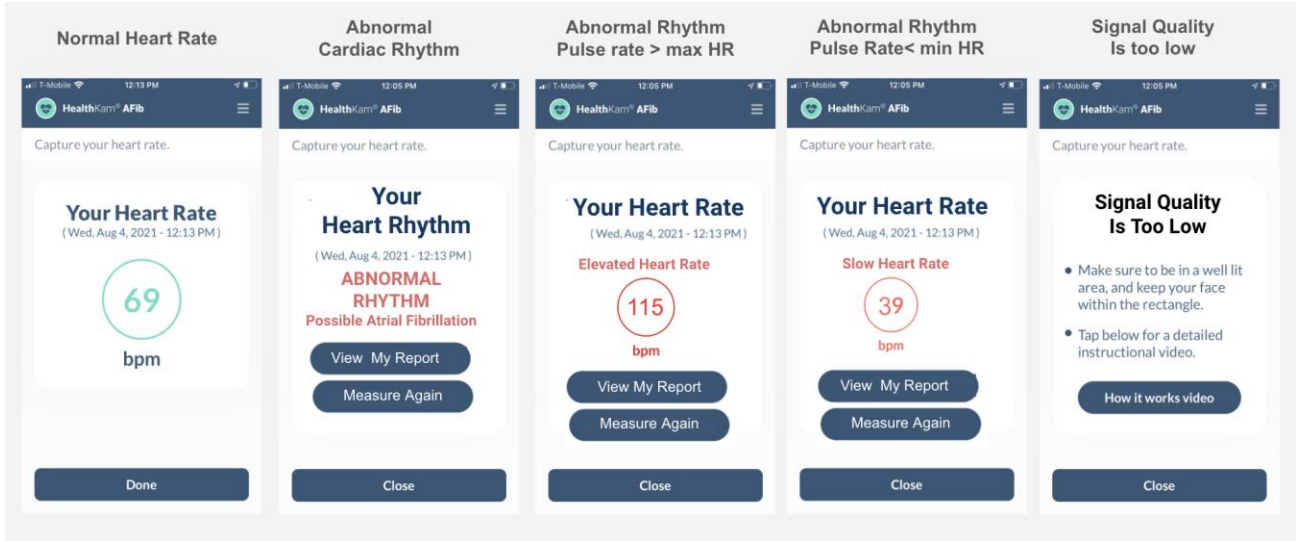 Normal Heart Rate
T-Mobile 12:13 PM
HealthKam® AFib
Capture your heart rate.
Your Heart Rate
( Wed, Aug 4, 2021 - 12:13 PM )
69
bpm
Done
Abnormal
Cardiac Rhythm
T-Mobile 12:05 PM
HealthKam® AFib
Capture your heart rate.
Your
Heart Rhythm
( Wed, Aug 4, 2021 - 12:13 PM )
ABNORMAL
RHYTHM
Possible Atrial Fibrillation
View My Report
Measure Again
Close
Abnormal Rhythm
Pulse rate > max HR
T-Mobile 12:05 PM
HealthKam® AFib
Capture your heart rate.
Your Heart Rate
( Wed, Aug 4, 2021 - 12:13 PM )
Elevated Heart Rate
115
bpm
View My Report
Measure Again
Close
Abnormal Rhythm
Pulse Rate< min HR
T-Mobile 12:05 PM
HealthKam® AFib
Capture your heart rate.
Your Heart Rate
( Wed, Aug 4, 2021 - 12:13 PM )
Slow Heart Rate
39
bpm
View My Report
Measure Again
Close
Signal Quality
Is too low
T-Mobile 12:05 PM
HealthKam® AFib
Capture your heart rate.
Signal Quality
Is Too Low
• Make sure to be in a well lit
area, and keep your face
within the rectangle.
• Tap below for a detailed
instructional video.
How it works video
Close